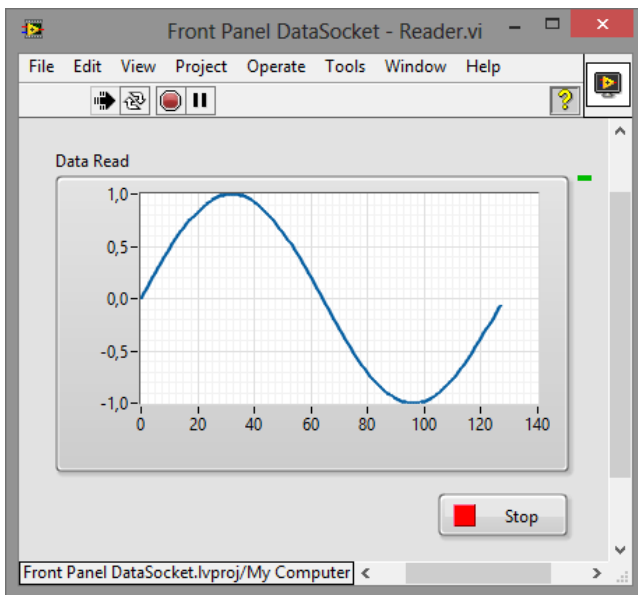 Front Panel DataSocket - Reader.vi
File Edit View Project Operate Tools Window Help
?
Data Read
1,0
0,5
0,0
-0,5
-1,0
0 20 40 60 80 100 120 140
Stop
Front Panel DataSocket.lvproj/My Computer